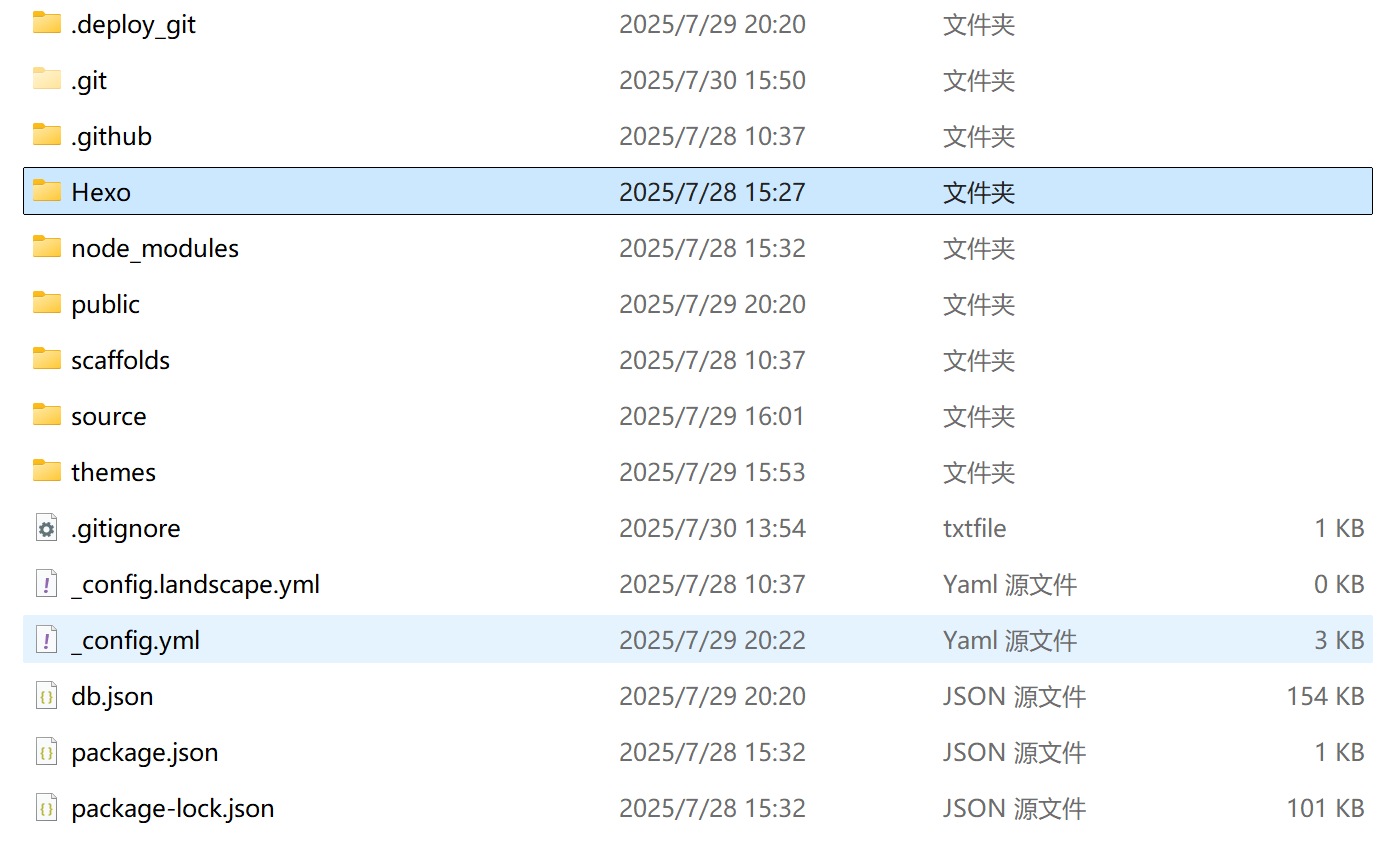 .deploy_git 2025/7/29 20:20 文件夹
.git 2025/7/30 15:50 文件夹
.github 2025/7/28 10:37 文件夹
Hexo 2025/7/28 15:27 文件夹
node_modules 2025/7/28 15:32 文件夹
public 2025/7/29 20:20 文件夹
scaffolds 2025/7/28 10:37 文件夹
source 2025/7/29 16:01 文件夹
themes 2025/7/29 15:53 文件夹
.gitignore 2025/7/30 13:54 txtfile 1 KB
_config.landscape.yml 2025/7/28 10:37 Yaml 源文件 0 KB
_config.yml 2025/7/29 20:22 Yaml 源文件 3 KB
db.json 2025/7/29 20:20 JSON 源文件 154 KB
package.json 2025/7/28 15:32 JSON 源文件 1 KB
package-lock.json 2025/7/28 15:32 JSON 源文件 101 KB